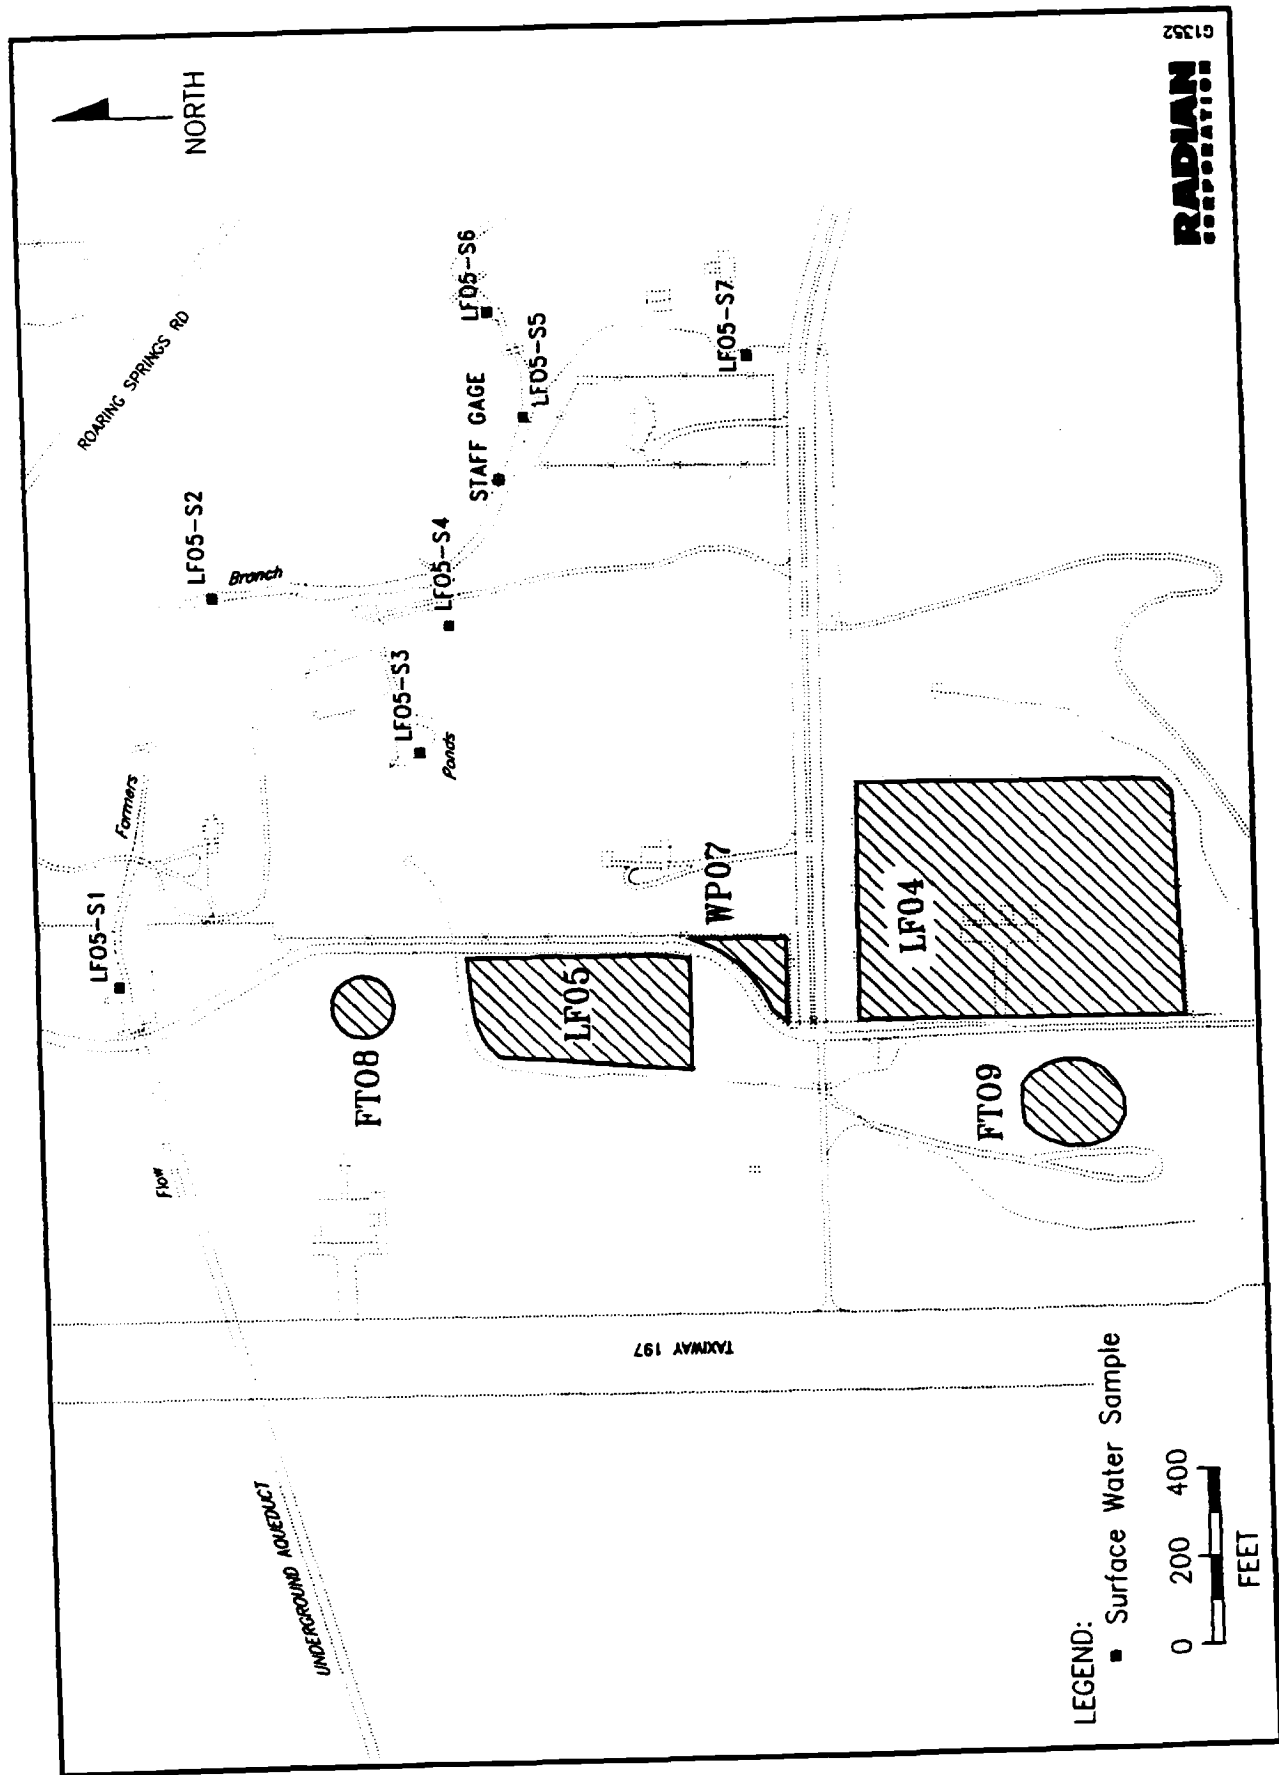 NORTH
ROARING SPRINGS RD
LF05-S1
Farmers
LF05-S2
Branch
LF05-S3
Ponds
LF05-S4
STAFF GAGE
LF05-S5
LF05-S6
LF05-S7
Flow
UNDERGROUND AQUEDUCT
FT08
LF05
WP07
TAXIWAY 197
LF04
FT09
LEGEND:
■ Surface Water Sample
0 200 400
FEET
RADIAN
CORPORATION
G1352